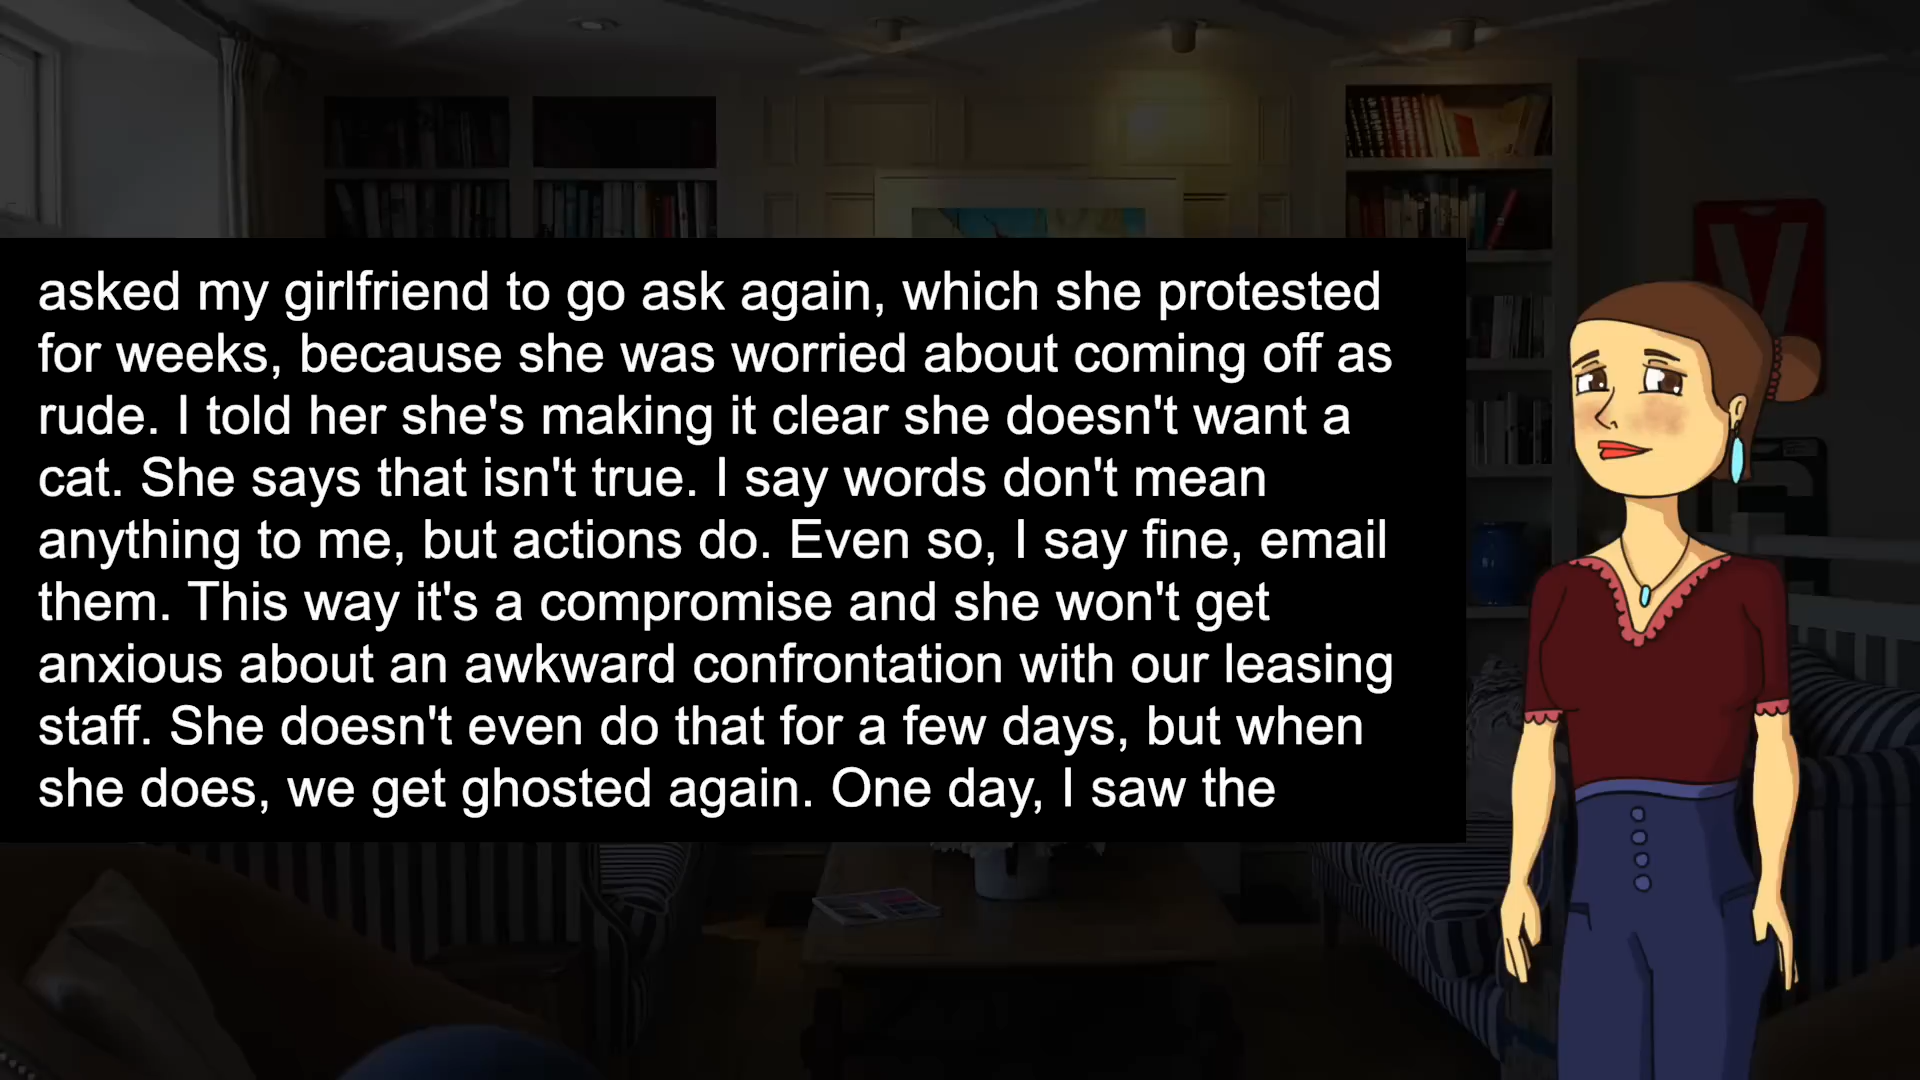 asked my girlfriend to go ask again, which she protested
for weeks, because she was worried about coming off as
rude. I told her she's making it clear she doesn't want a
cat. She says that isn't true. I say words don't mean
anything to me, but actions do. Even so, I say fine, email
them. This way it's a compromise and she won't get
anxious about an awkward confrontation with our leasing
staff. She doesn't even do that for a few days, but when
she does, we get ghosted again. One day, I saw the